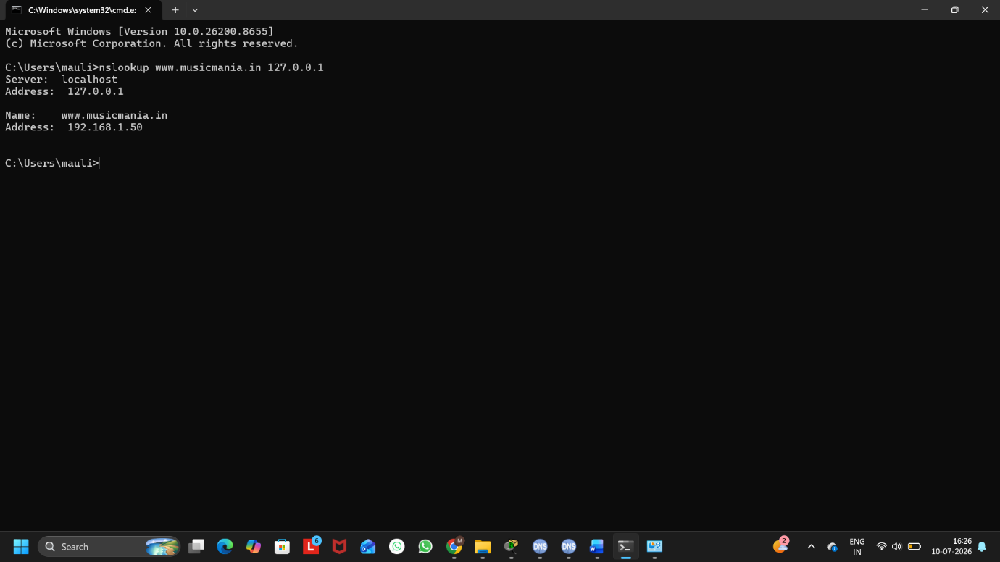 C:\Windows\system32\cmd.e:
Microsoft Windows [Version 10.0.26200.8655]
(c) Microsoft Corporation. All rights reserved.
C:\Users\mauli>nslookup www.musicmania.in 127.0.0.1
Server:  localhost
Address:  127.0.0.1
Name:    www.musicmania.in
Address:  192.168.1.50
C:\Users\mauli>
Search
L
6
M
DNS
DNS
W
2
ENG
IN
16:26
10-07-2026